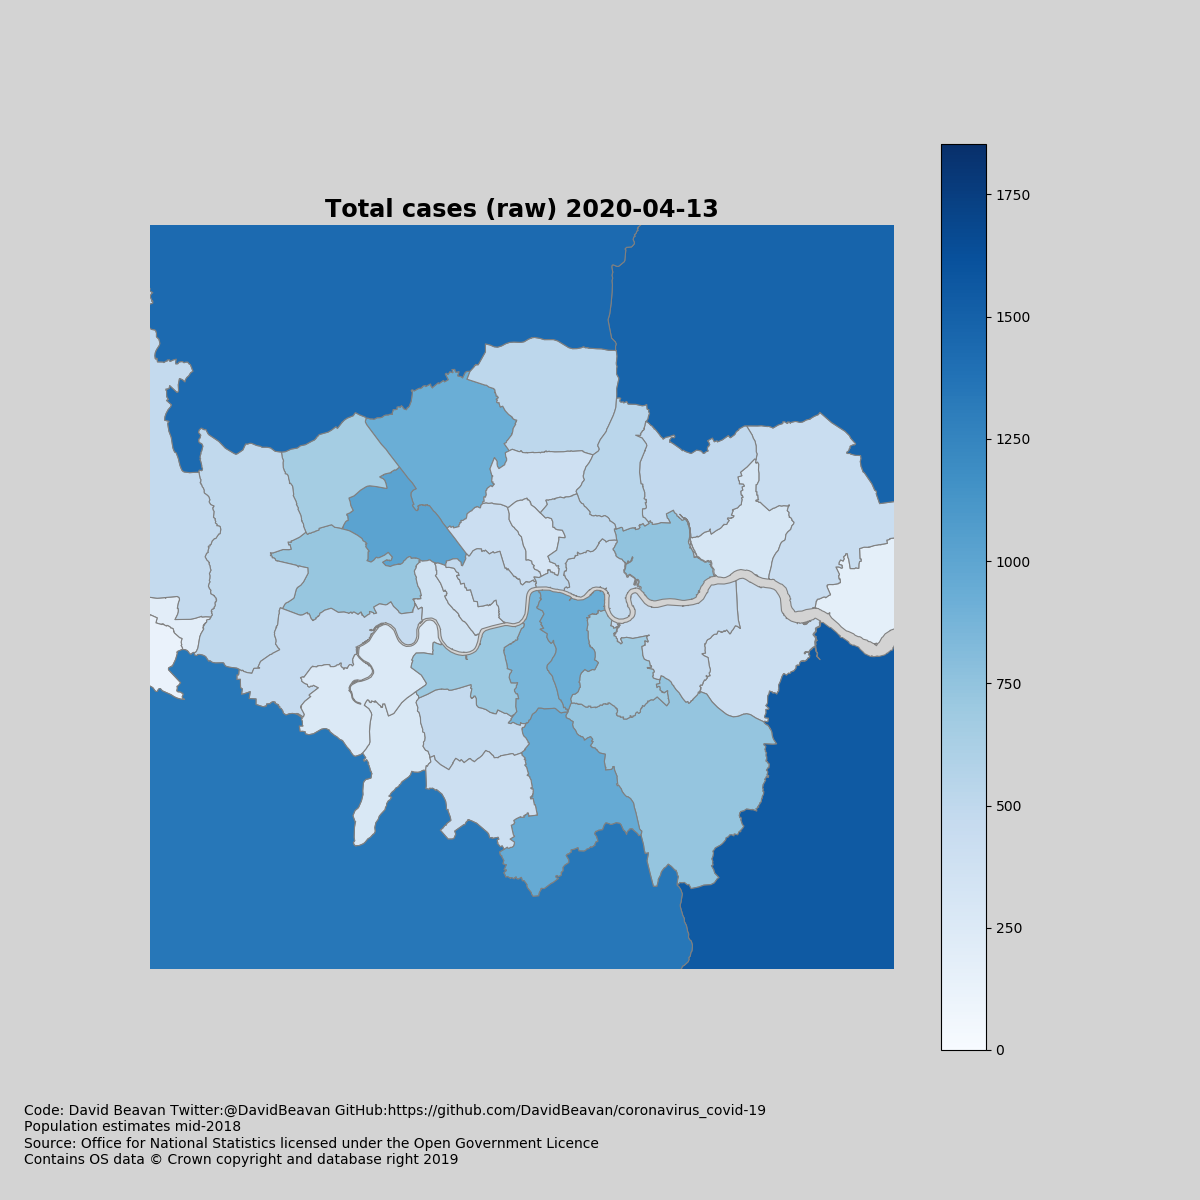 Total cases (raw) 2020-04-13
1750
1500
1250
1000
750
500
250
0
Code: David Beavan Twitter:@DavidBeavan GitHub:https://github.com/DavidBeavan/coronavirus_covid-19
Population estimates mid-2018
Source: Office for National Statistics licensed under the Open Government Licence
Contains OS data © Crown copyright and database right 2019